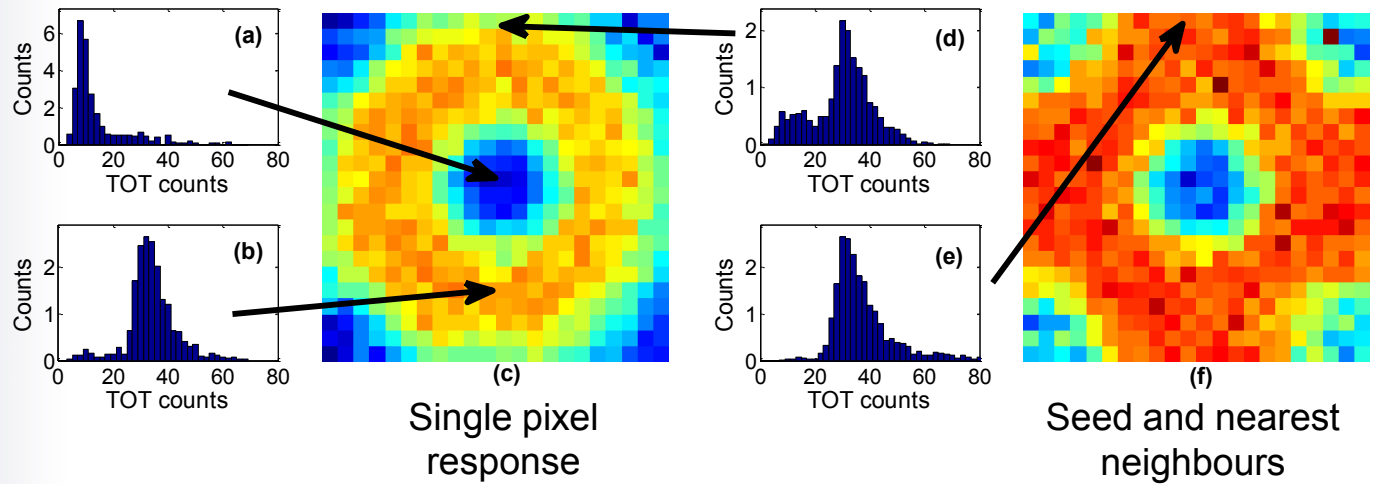 6
4
2
0
Counts
(a)
0 20 40 60 80
TOT counts
2
1
0
Counts
(b)
0 20 40 60 80
TOT counts
(c)
Single pixel
response
2
1
0
Counts
(d)
0 20 40 60 80
TOT counts
2
1
0
Counts
(e)
0 20 40 60 80
TOT counts
(f)
Seed and nearest
neighbours